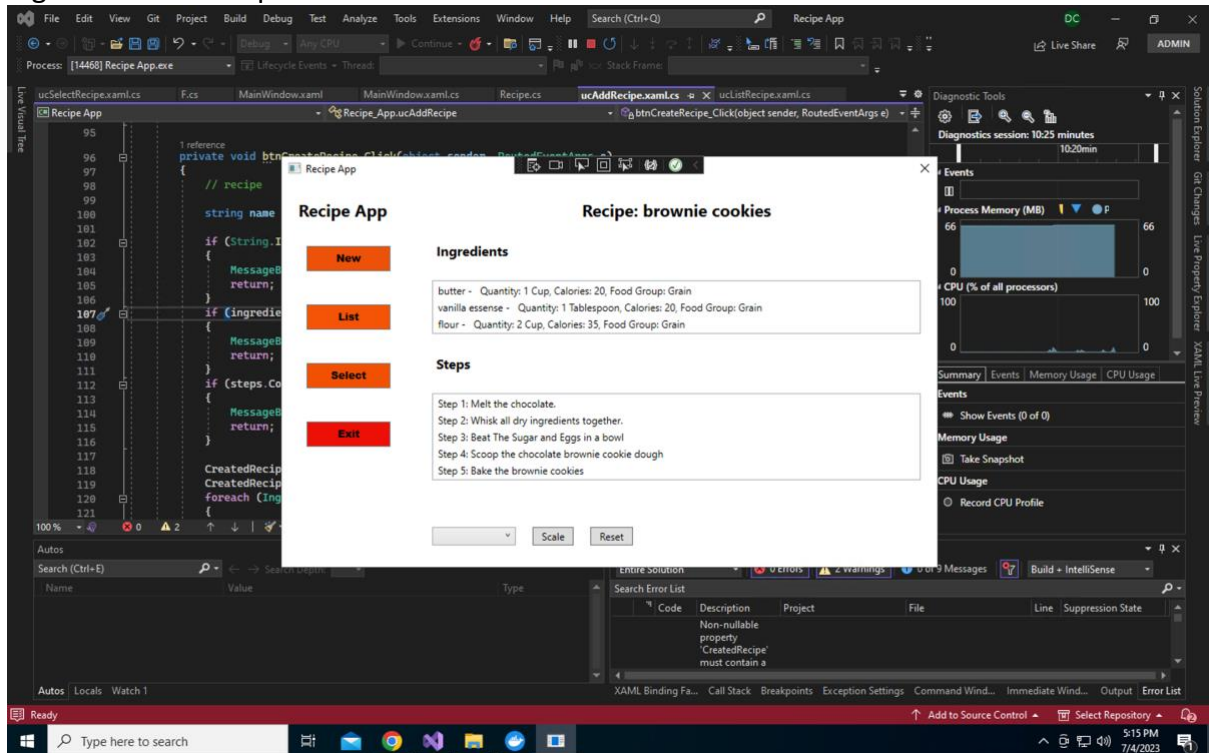 File Edit View Git Project Build Debug Test Analyze Tools Extensions Window Help Search (Ctrl+Q) Recipe App DC
Debug Any CPU Continue Live Share ADMIN
Process: [14468] Recipe App.exe Lifecycle Events Thread: Stack Frame:
ucSelectRecipe.xaml.cs F.cs MainWindow.xaml MainWindow.xaml.cs Recipe.cs ucAddRecipe.xaml.cs ucListRecipe.xaml.cs
Recipe App Recipe_App.ucAddRecipe btnCreateRecipe_Click(object sender, RoutedEventArgs e)
Live Visual Tree
95
1 reference
96 private void btnCreateRecipe_Click(object sender, RoutedEventArgs e)
97 {
98 // recipe
99
100 string name
101
102 if (String.I
103 {
104 MessageB
105 return;
106 }
107 if (ingredie
108 {
109 MessageB
110 return;
111 }
112 if (steps.Co
113 {
114 MessageB
115 return;
116 }
117
118 CreatedRecip
119 CreatedRecip
120 foreach (Ing
121 {
100 % 0 2
Recipe App
Recipe App
New
List
Select
Exit
Recipe: brownie cookies
Ingredients
butter - Quantity: 1 Cup, Calories: 20, Food Group: Grain
vanilla essense - Quantity: 1 Tablespoon, Calories: 20, Food Group: Grain
flour - Quantity: 2 Cup, Calories: 35, Food Group: Grain
Steps
Step 1: Melt the chocolate.
Step 2: Whisk all dry ingredients together.
Step 3: Beat The Sugar and Eggs in a bowl
Step 4: Scoop the chocolate brownie cookie dough
Step 5: Bake the brownie cookies
Scale Reset
Diagnostic Tools
Diagnostics session: 10:25 minutes
10:20min
Events
Process Memory (MB) P
66 66
0 0
CPU (% of all processors)
100 100
0 0
Summary Events Memory Usage CPU Usage
Events
Show Events (0 of 0)
Memory Usage
Take Snapshot
CPU Usage
Record CPU Profile
Solution Explorer Git Changes Live Property Explorer XAML Live Preview
Autos
Search (Ctrl+E) Search Depth:
Name Value Type
Autos Locals Watch 1
Entire Solution 0 Errors 2 Warnings 0 of 9 Messages Build + IntelliSense
Search Error List
Code Description Project File Line Suppression State
Non-nullable
property
'CreatedRecipe'
must contain a
XAML Binding Fa... Call Stack Breakpoints Exception Settings Command Wind... Immediate Wind... Output Error List
Ready Add to Source Control Select Repository
Type here to search 5:15 PM
7/4/2023